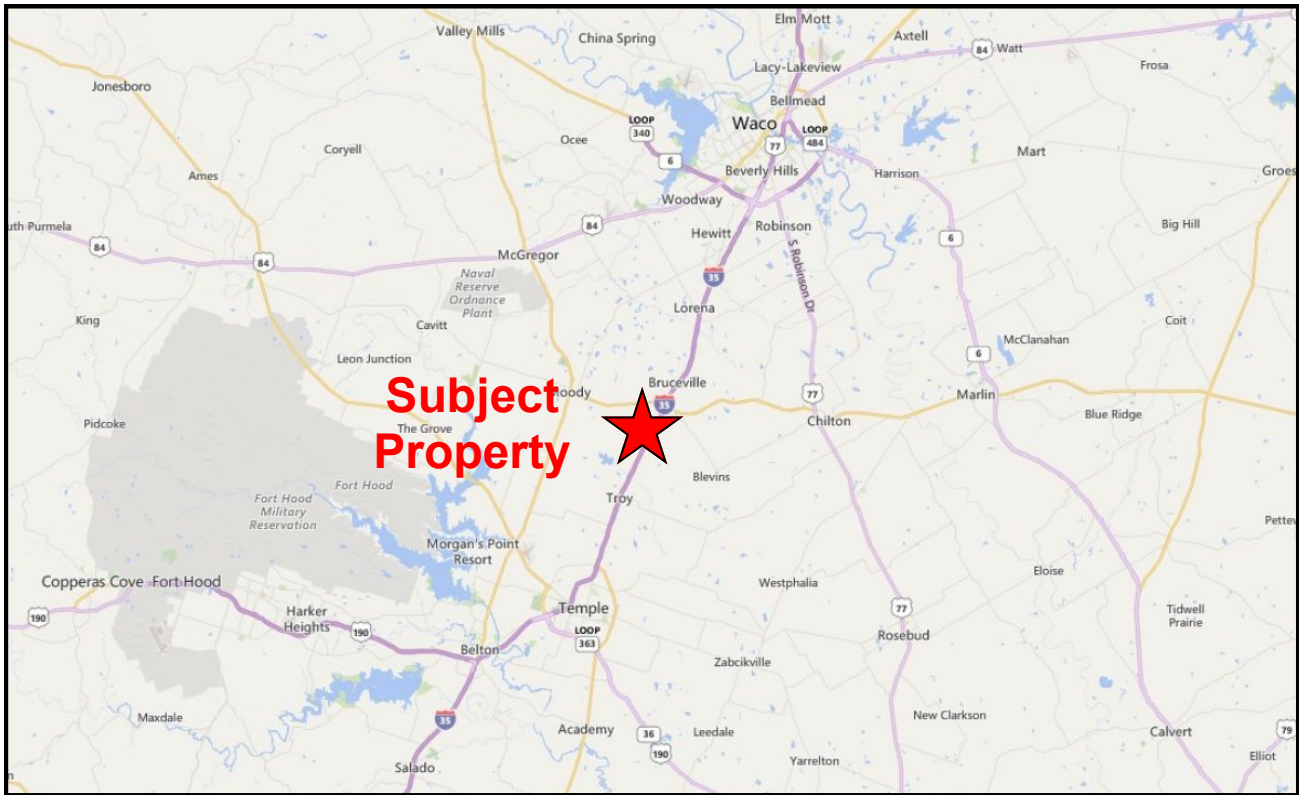 Elm Mott
Valley Mills
China Spring
Axtell
84
Watt
Frosa
Lacy-Lakeview
Jonesboro
Bellmead
LOOP
340
Waco
LOOP
484
77
Ocee
Coryell
Mart
6
Beverly Hills
Harrison
Groes
Ames
Woodway
uth Purmela
84
84
84
Hewitt
Robinson
Big Hill
6
McGregor
S Robinson Dr
Naval
Reserve
Ordnance
Plant
35
Lorena
King
Cavitt
Coit
McClanahan
6
Leon Junction
Subject
Property
oody
Bruceville
35
77
Marlin
Chilton
Blue Ridge
Pidcoke
The Grove
Blevins
Fort Hood
Fort Hood
Military
Reservation
Troy
Pettev
Morgan's Point
Resort
Eloise
Copperas Cove
Fort Hood
Westphalia
190
Harker
Heights
190
Temple
LOOP
363
77
Rosebud
Tidwell
Prairie
Belton
Zabcikville
Maxdale
35
New Clarkson
Academy
36
Leedale
190
Calvert
79
Elliot
Salado
Yarrelton
n